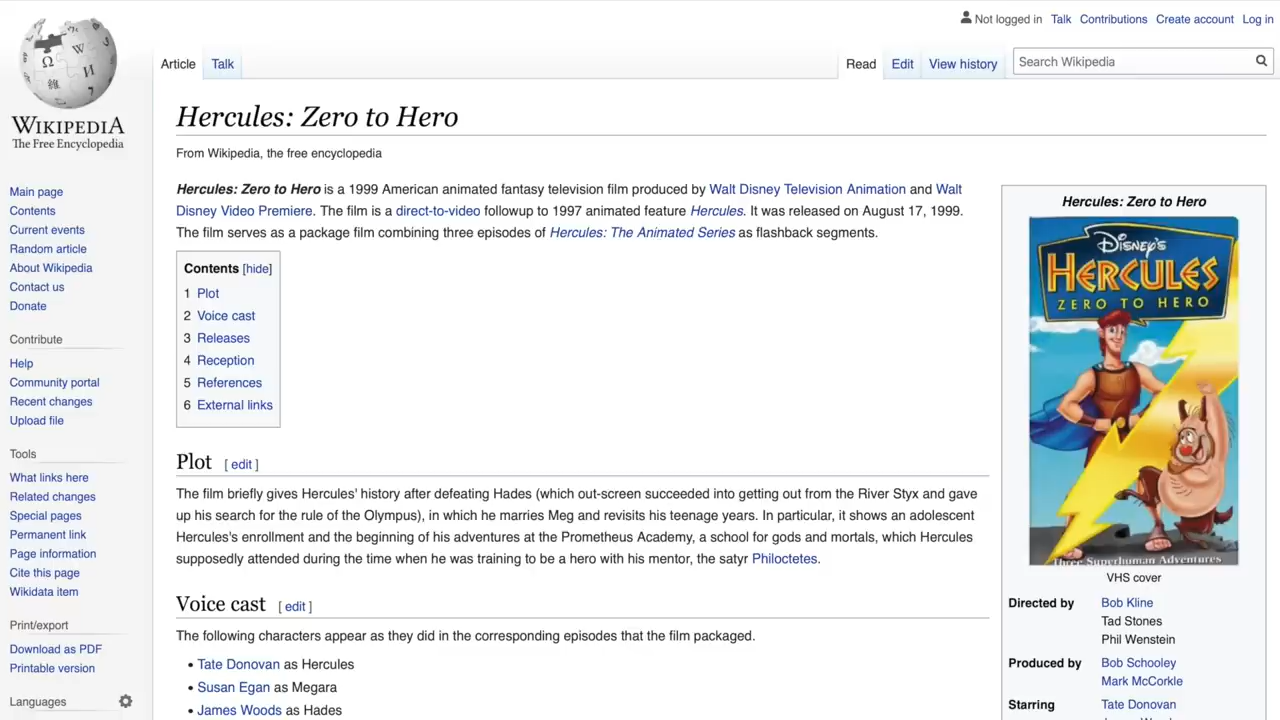 Not logged in Talk Contributions Create account Log in
Article Talk Read Edit View history Search Wikipedia
WIKIPEDIA
The Free Encyclopedia
Main page
Contents
Current events
Random article
About Wikipedia
Contact us
Donate
Contribute
Help
Community portal
Recent changes
Upload file
Tools
What links here
Related changes
Special pages
Permanent link
Page information
Cite this page
Wikidata item
Print/export
Download as PDF
Printable version
Languages
Hercules: Zero to Hero
From Wikipedia, the free encyclopedia
Hercules: Zero to Hero is a 1999 American animated fantasy television film produced by Walt Disney Television Animation and Walt
Disney Video Premiere. The film is a direct-to-video followup to 1997 animated feature Hercules. It was released on August 17, 1999.
The film serves as a package film combining three episodes of Hercules: The Animated Series as flashback segments.
Contents [hide]
1 Plot
2 Voice cast
3 Releases
4 Reception
5 References
6 External links
Plot [ edit ]
The film briefly gives Hercules' history after defeating Hades (which out-screen succeeded into getting out from the River Styx and gave
up his search for the rule of the Olympus), in which he marries Meg and revisits his teenage years. In particular, it shows an adolescent
Hercules's enrollment and the beginning of his adventures at the Prometheus Academy, a school for gods and mortals, which Hercules
supposedly attended during the time when he was training to be a hero with his mentor, the satyr Philoctetes.
Voice cast [ edit ]
The following characters appear as they did in the corresponding episodes that the film packaged.
• Tate Donovan as Hercules
• Susan Egan as Megara
• James Woods as Hades
Hercules: Zero to Hero
Disney's
HERCULES
ZERO TO HERO
Three Superhuman Adventures
VHS cover
Directed by Bob Kline
Tad Stones
Phil Wenstein
Produced by Bob Schooley
Mark McCorkle
Starring Tate Donovan